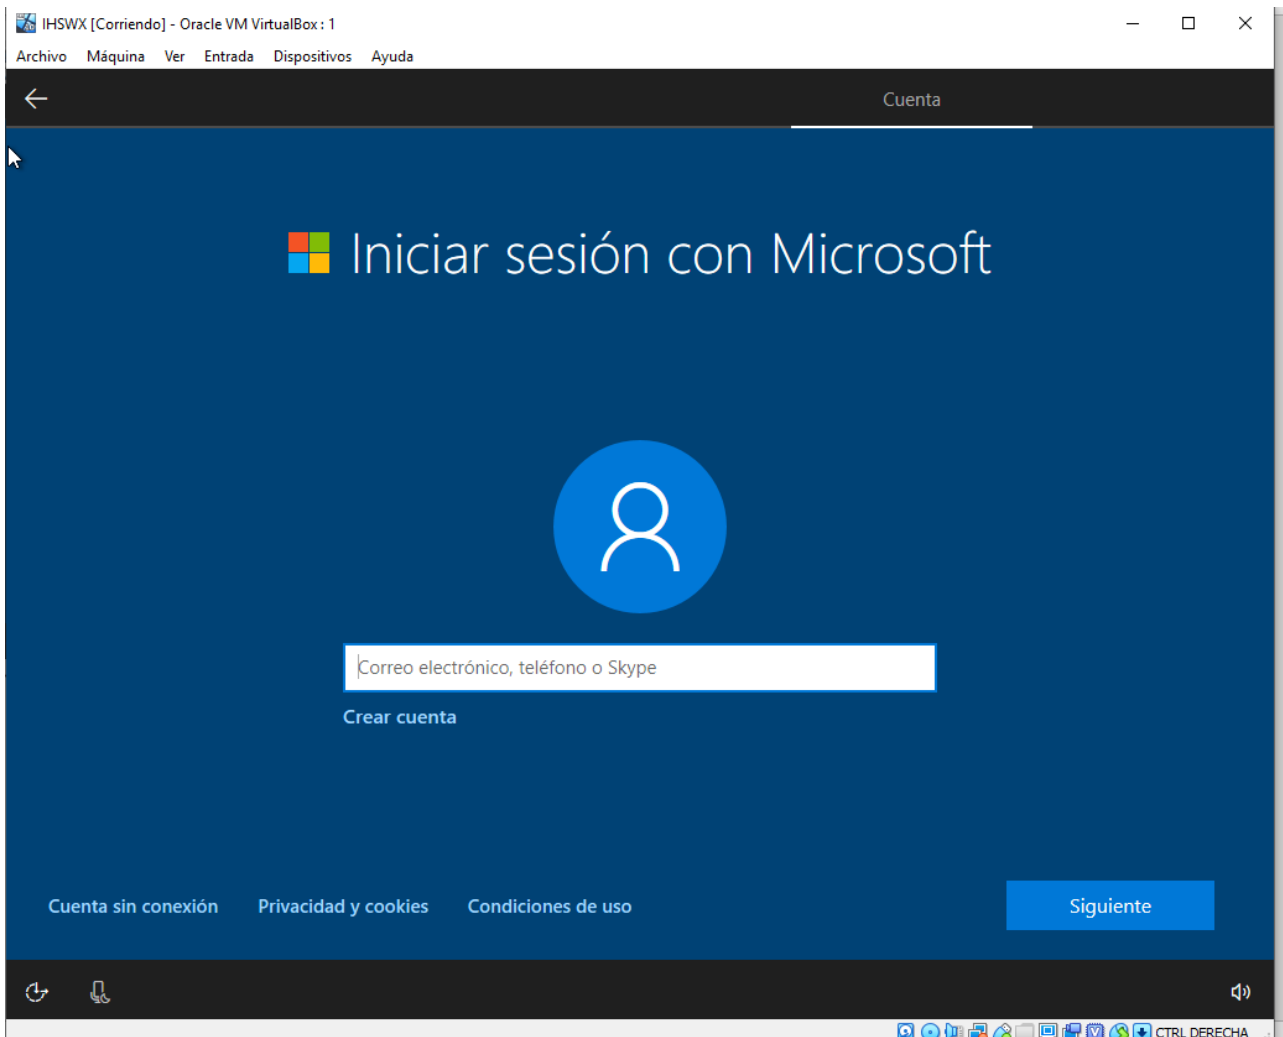 IHSWX [Corriendo] - Oracle VM VirtualBox : 1
Archivo Máquina Ver Entrada Dispositivos Ayuda
Cuenta
Iniciar sesión con Microsoft
Correo electrónico, teléfono o Skype
Crear cuenta
Cuenta sin conexión Privacidad y cookies Condiciones de uso Siguiente
CTRL DERECHA